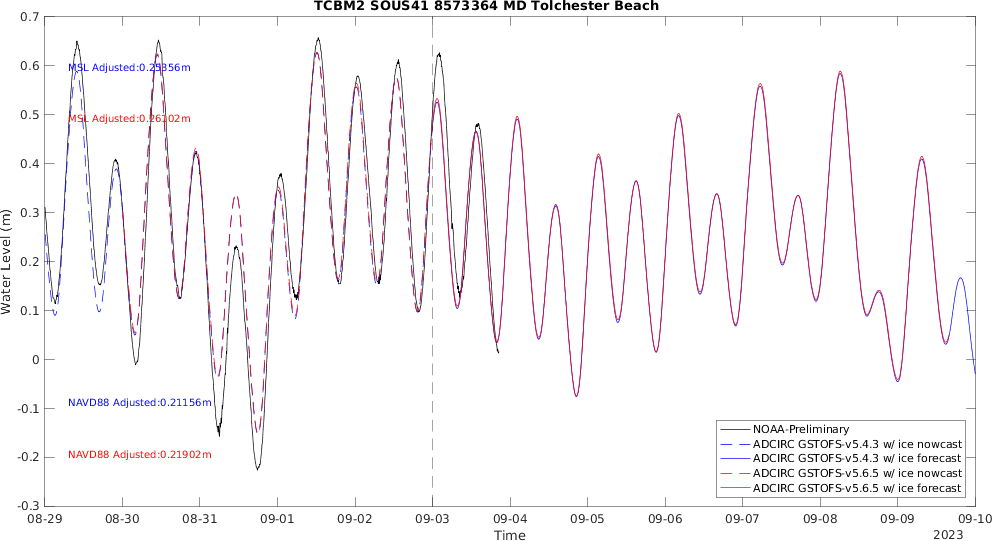 TCBM2 SOUS41 8573364 MD Tolchester Beach
0.7
0.6
0.5
0.4
0.3
0.2
0.1
0
-0.1
-0.2
-0.3
Water Level (m)
MSL Adjusted:0.25356m
MSL Adjusted:0.26102m
NAVD88 Adjusted:0.21156m
NAVD88 Adjusted:0.21902m
NOAA-Preliminary
ADCIRC GSTOFS-v5.4.3 w/ ice nowcast
ADCIRC GSTOFS-v5.4.3 w/ ice forecast
ADCIRC GSTOFS-v5.6.5 w/ ice nowcast
ADCIRC GSTOFS-v5.6.5 w/ ice forecast
08-29 08-30 08-31 09-01 09-02 09-03 09-04 09-05 09-06 09-07 09-08 09-09 09-10
Time
2023